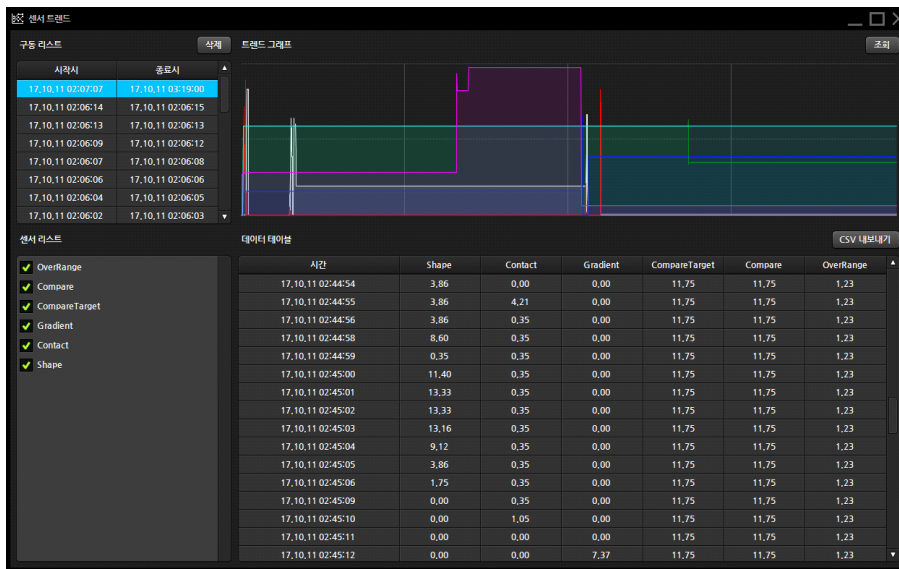 센서 트렌드
구동 리스트 삭제 트렌드 그래프 조회
시작시 종료시
17,10,11 02:07:07 17,10,11 03:19:00
17,10,11 02:06:14 17,10,11 02:06:15
17,10,11 02:06:13 17,10,11 02:06:13
17,10,11 02:06:09 17,10,11 02:06:12
17,10,11 02:06:07 17,10,11 02:06:08
17,10,11 02:06:06 17,10,11 02:06:06
17,10,11 02:06:04 17,10,11 02:06:05
17,10,11 02:06:02 17,10,11 02:06:03
센서 리스트
OverRange
Compare
CompareTarget
Gradient
Contact
Shape
데이터 테이블 CSV 내보내기
시간 Shape Contact Gradient CompareTarget Compare OverRange
17,10,11 02:44:54 3,86 0,00 0,00 11,75 11,75 1,23
17,10,11 02:44:55 3,86 4,21 0,00 11,75 11,75 1,23
17,10,11 02:44:56 3,86 0,35 0,00 11,75 11,75 1,23
17,10,11 02:44:58 8,60 0,35 0,00 11,75 11,75 1,23
17,10,11 02:44:59 0,35 0,35 0,00 11,75 11,75 1,23
17,10,11 02:45:00 11,40 0,35 0,00 11,75 11,75 1,23
17,10,11 02:45:01 13,33 0,35 0,00 11,75 11,75 1,23
17,10,11 02:45:02 13,33 0,35 0,00 11,75 11,75 1,23
17,10,11 02:45:03 13,16 0,35 0,00 11,75 11,75 1,23
17,10,11 02:45:04 9,12 0,35 0,00 11,75 11,75 1,23
17,10,11 02:45:05 3,86 0,35 0,00 11,75 11,75 1,23
17,10,11 02:45:06 1,75 0,35 0,00 11,75 11,75 1,23
17,10,11 02:45:09 0,00 0,35 0,00 11,75 11,75 1,23
17,10,11 02:45:10 0,00 1,05 0,00 11,75 11,75 1,23
17,10,11 02:45:11 0,00 0,00 0,00 11,75 11,75 1,23
17,10,11 02:45:12 0,00 0,00 7,37 11,75 11,75 1,23